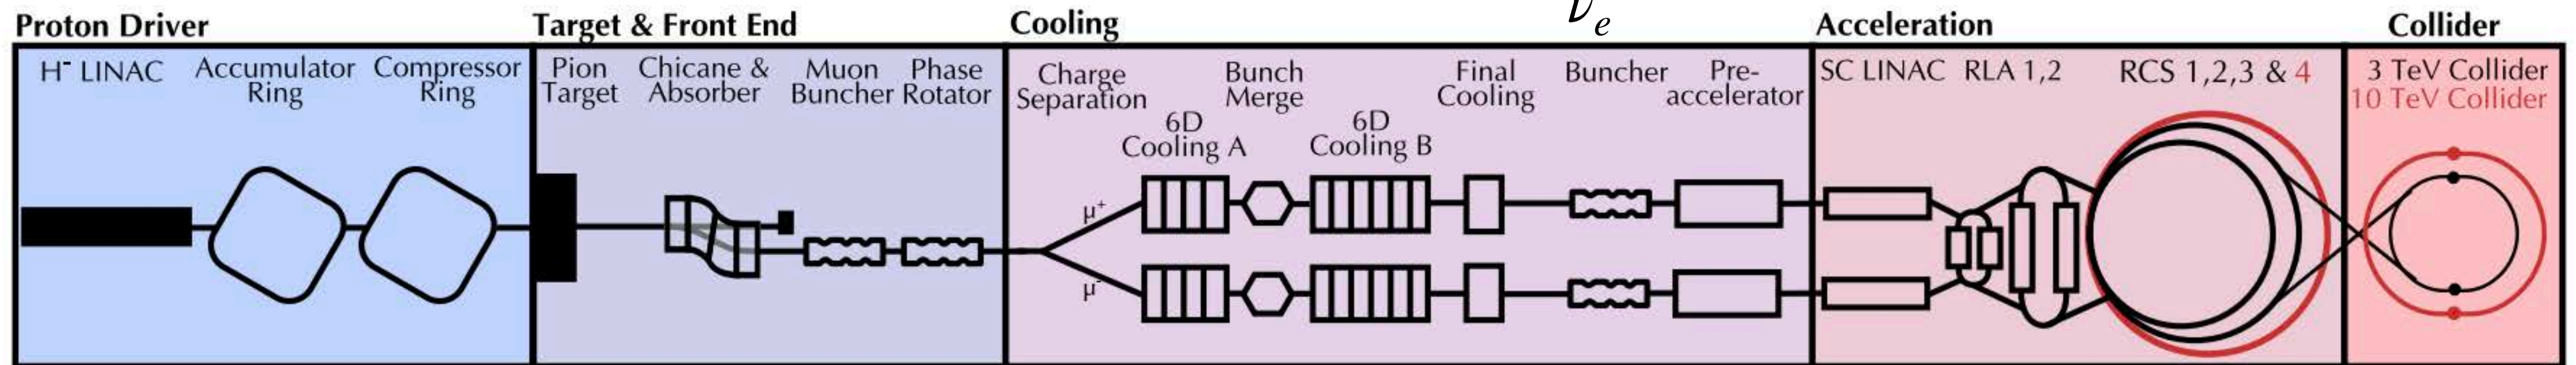 Proton Driver
Target & Front End
Cooling
ν̅e
Acceleration
Collider
H⁻ LINAC
Accumulator
Ring
Compressor
Ring
Pion
Target
Chicane &
Absorber
Muon
Buncher
Phase
Rotator
Charge
Separation
6D
Cooling A
Bunch
Merge
6D
Cooling B
Final
Cooling
Buncher
Pre-
accelerator
SC LINAC
RLA 1,2
RCS 1,2,3 & 4
3 TeV Collider
10 TeV Collider
μ⁺
μ⁻